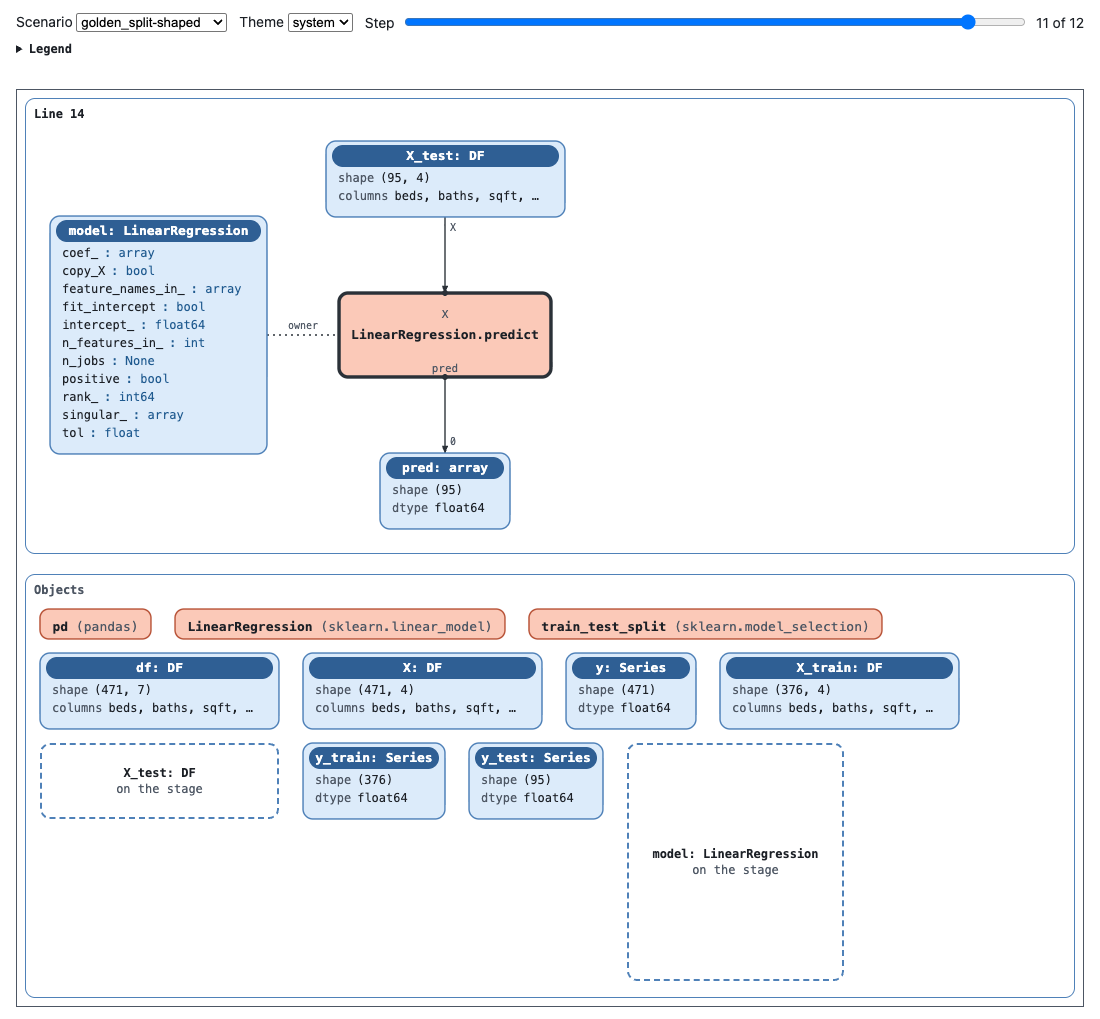 Scenario golden_split-shaped Theme system Step 11 of 12
Legend
Line 14
X_test: DF
shape (95, 4)
columns beds, baths, sqft, …
X
model: LinearRegression
coef_ : array
copy_X : bool
feature_names_in_ : array
fit_intercept : bool
intercept_ : float64
n_features_in_ : int
n_jobs : None
positive : bool
rank_ : int64
singular_ : array
tol : float
owner
X
LinearRegression.predict
pred
0
pred: array
shape (95)
dtype float64
Objects
pd (pandas)
LinearRegression (sklearn.linear_model)
train_test_split (sklearn.model_selection)
df: DF
shape (471, 7)
columns beds, baths, sqft, …
X: DF
shape (471, 4)
columns beds, baths, sqft, …
y: Series
shape (471)
dtype float64
X_train: DF
shape (376, 4)
columns beds, baths, sqft, …
X_test: DF
on the stage
y_train: Series
shape (376)
dtype float64
y_test: Series
shape (95)
dtype float64
model: LinearRegression
on the stage